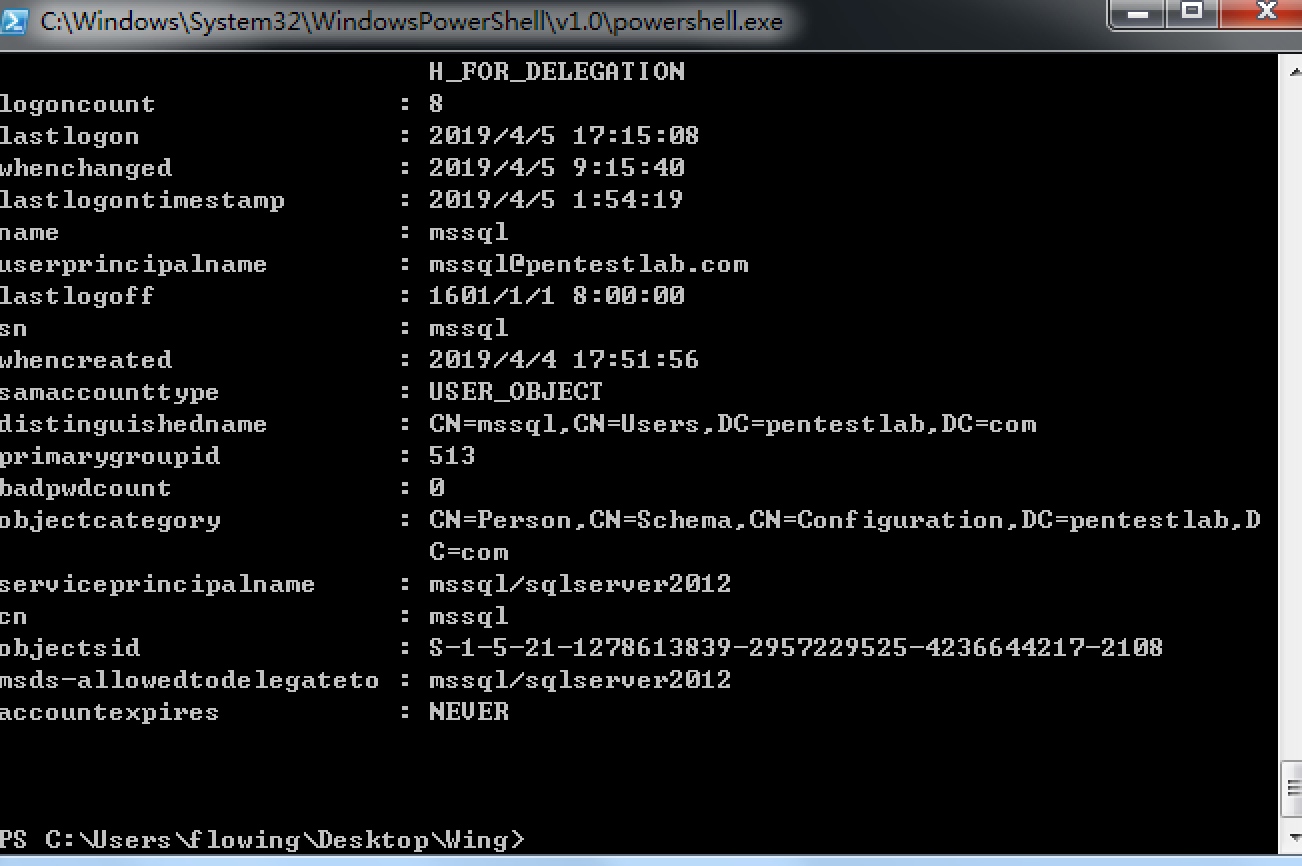 C:\Windows\System32\WindowsPowerShell\v1.0\powershell.exe
H_FOR_DELEGATION
logoncount : 8
lastlogon : 2019/4/5 17:15:08
whenchanged : 2019/4/5 9:15:40
lastlogontimestamp : 2019/4/5 1:54:19
name : mssql
userprincipalname : mssql@pentestlab.com
lastlogoff : 1601/1/1 8:00:00
sn : mssql
whencreated : 2019/4/4 17:51:56
samaccounttype : USER_OBJECT
distinguishedname : CN=mssql,CN=Users,DC=pentestlab,DC=com
primarygroupid : 513
badpwdcount : 0
objectcategory : CN=Person,CN=Schema,CN=Configuration,DC=pentestlab,D
C=com
serviceprincipalname : mssql/sqlserver2012
cn : mssql
objectsid : S-1-5-21-1278613839-2957229525-4236644217-2108
msds-allowedtodelegateto : mssql/sqlserver2012
accountexpires : NEVER
PS C:\Users\flowing\Desktop\Wing>